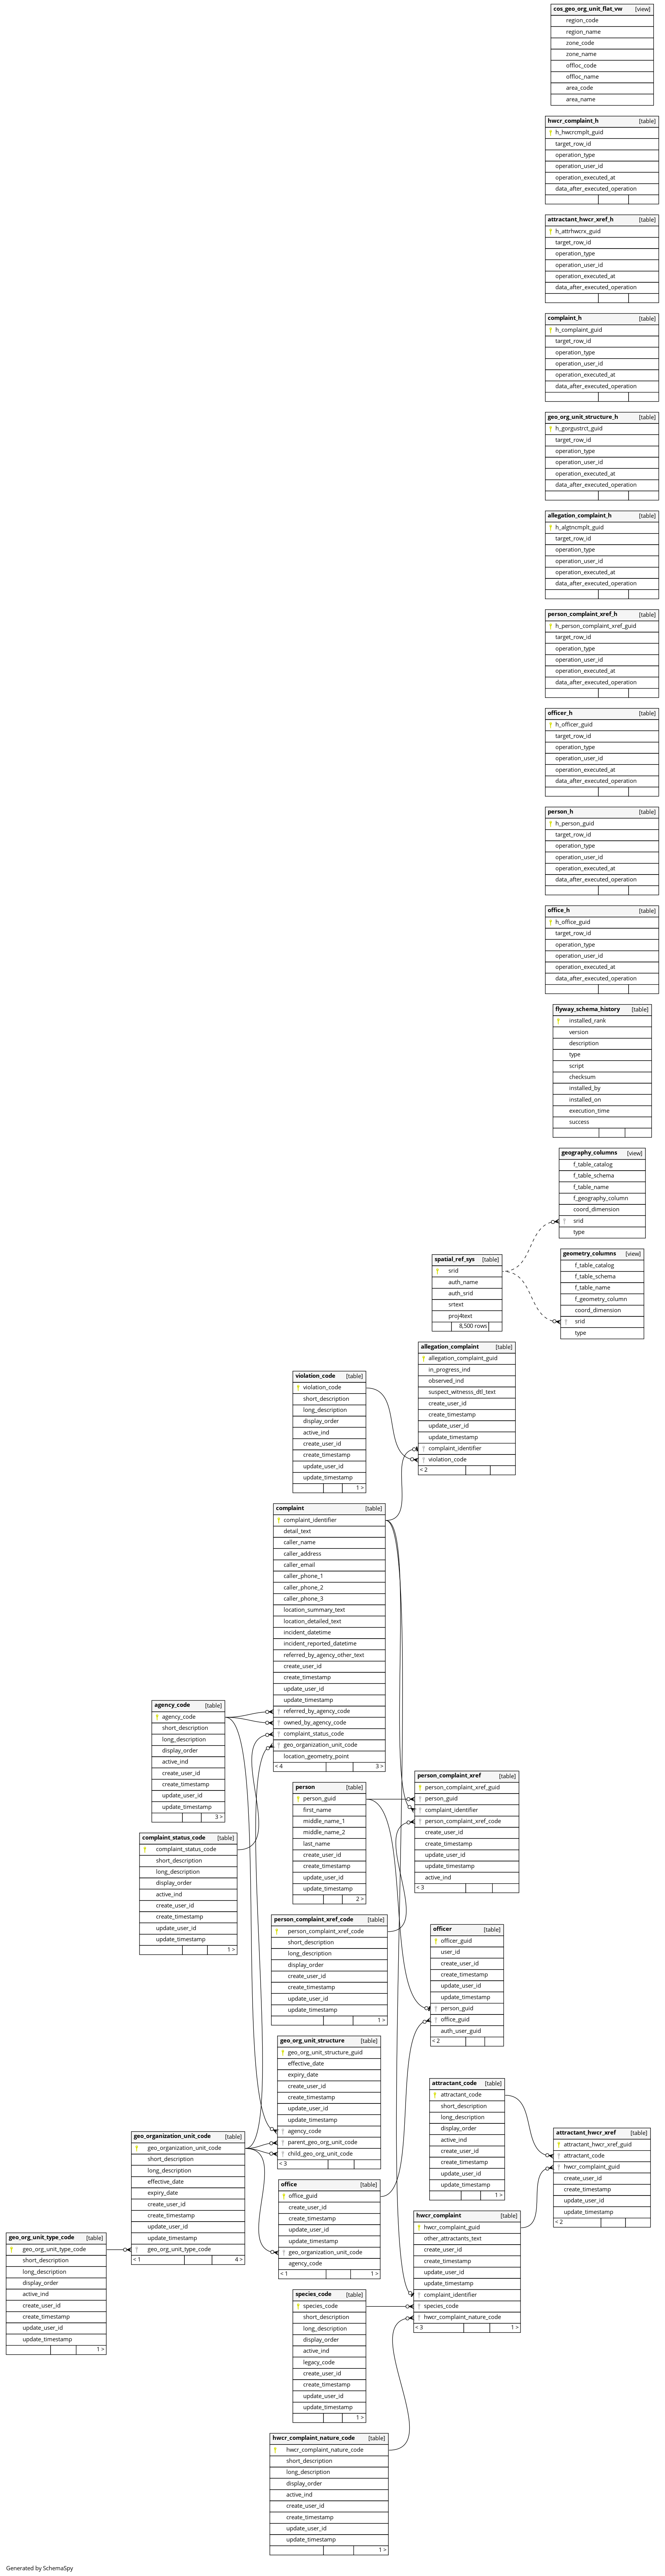 cos_geo_org_unit_flat_vw [view]
region_code
region_name
zone_code
zone_name
offloc_code
offloc_name
area_code
area_name
hwcr_complaint_h [table]
h_hwcrcmplt_guid
target_row_id
operation_type
operation_user_id
operation_executed_at
data_after_executed_operation
attractant_hwcr_xref_h [table]
h_attrhwcrx_guid
target_row_id
operation_type
operation_user_id
operation_executed_at
data_after_executed_operation
complaint_h [table]
h_complaint_guid
target_row_id
operation_type
operation_user_id
operation_executed_at
data_after_executed_operation
geo_org_unit_structure_h [table]
h_gorgustrct_guid
target_row_id
operation_type
operation_user_id
operation_executed_at
data_after_executed_operation
allegation_complaint_h [table]
h_algtncmplt_guid
target_row_id
operation_type
operation_user_id
operation_executed_at
data_after_executed_operation
person_complaint_xref_h [table]
h_person_complaint_xref_guid
target_row_id
operation_type
operation_user_id
operation_executed_at
data_after_executed_operation
officer_h [table]
h_officer_guid
target_row_id
operation_type
operation_user_id
operation_executed_at
data_after_executed_operation
person_h [table]
h_person_guid
target_row_id
operation_type
operation_user_id
operation_executed_at
data_after_executed_operation
office_h [table]
h_office_guid
target_row_id
operation_type
operation_user_id
operation_executed_at
data_after_executed_operation
flyway_schema_history [table]
installed_rank
version
description
type
script
checksum
installed_by
installed_on
execution_time
success
geography_columns [view]
f_table_catalog
f_table_schema
f_table_name
f_geography_column
coord_dimension
srid
type
geometry_columns [view]
f_table_catalog
f_table_schema
f_table_name
f_geometry_column
coord_dimension
srid
type
spatial_ref_sys [table]
srid
auth_name
auth_srid
srtext
proj4text
8,500 rows
allegation_complaint [table]
allegation_complaint_guid
in_progress_ind
observed_ind
suspect_witnesss_dtl_text
create_user_id
create_timestamp
update_user_id
update_timestamp
complaint_identifier
violation_code
< 2
violation_code [table]
violation_code
short_description
long_description
display_order
active_ind
create_user_id
create_timestamp
update_user_id
update_timestamp
1 >
complaint [table]
complaint_identifier
detail_text
caller_name
caller_address
caller_email
caller_phone_1
caller_phone_2
caller_phone_3
location_summary_text
location_detailed_text
incident_datetime
incident_reported_datetime
referred_by_agency_other_text
create_user_id
create_timestamp
update_user_id
update_timestamp
referred_by_agency_code
owned_by_agency_code
complaint_status_code
geo_organization_unit_code
location_geometry_point
< 4 3 >
agency_code [table]
agency_code
short_description
long_description
display_order
active_ind
create_user_id
create_timestamp
update_user_id
update_timestamp
3 >
complaint_status_code [table]
complaint_status_code
short_description
long_description
display_order
active_ind
create_user_id
create_timestamp
update_user_id
update_timestamp
1 >
person_complaint_xref [table]
person_complaint_xref_guid
person_guid
complaint_identifier
person_complaint_xref_code
create_user_id
create_timestamp
update_user_id
update_timestamp
active_ind
< 3
person [table]
person_guid
first_name
middle_name_1
middle_name_2
last_name
create_user_id
create_timestamp
update_user_id
update_timestamp
2 >
person_complaint_xref_code [table]
person_complaint_xref_code
short_description
long_description
display_order
create_user_id
create_timestamp
update_user_id
update_timestamp
1 >
officer [table]
officer_guid
user_id
create_user_id
create_timestamp
update_user_id
update_timestamp
person_guid
office_guid
auth_user_guid
< 2
geo_org_unit_structure [table]
geo_org_unit_structure_guid
effective_date
expiry_date
create_user_id
create_timestamp
update_user_id
update_timestamp
agency_code
parent_geo_org_unit_code
child_geo_org_unit_code
< 3
attractant_code [table]
attractant_code
short_description
long_description
display_order
active_ind
create_user_id
create_timestamp
update_user_id
update_timestamp
1 >
attractant_hwcr_xref [table]
attractant_hwcr_xref_guid
attractant_code
hwcr_complaint_guid
create_user_id
create_timestamp
update_user_id
update_timestamp
< 2
geo_organization_unit_code [table]
geo_organization_unit_code
short_description
long_description
effective_date
expiry_date
create_user_id
create_timestamp
update_user_id
update_timestamp
geo_org_unit_type_code
< 1 4 >
office [table]
office_guid
create_user_id
create_timestamp
update_user_id
update_timestamp
geo_organization_unit_code
agency_code
< 1 1 >
hwcr_complaint [table]
hwcr_complaint_guid
other_attractants_text
create_user_id
create_timestamp
update_user_id
update_timestamp
complaint_identifier
species_code
hwcr_complaint_nature_code
< 3 1 >
geo_org_unit_type_code [table]
geo_org_unit_type_code
short_description
long_description
display_order
active_ind
create_user_id
create_timestamp
update_user_id
update_timestamp
1 >
species_code [table]
species_code
short_description
long_description
display_order
active_ind
legacy_code
create_user_id
create_timestamp
update_user_id
update_timestamp
1 >
hwcr_complaint_nature_code [table]
hwcr_complaint_nature_code
short_description
long_description
display_order
active_ind
create_user_id
create_timestamp
update_user_id
update_timestamp
1 >
Generated by SchemaSpy